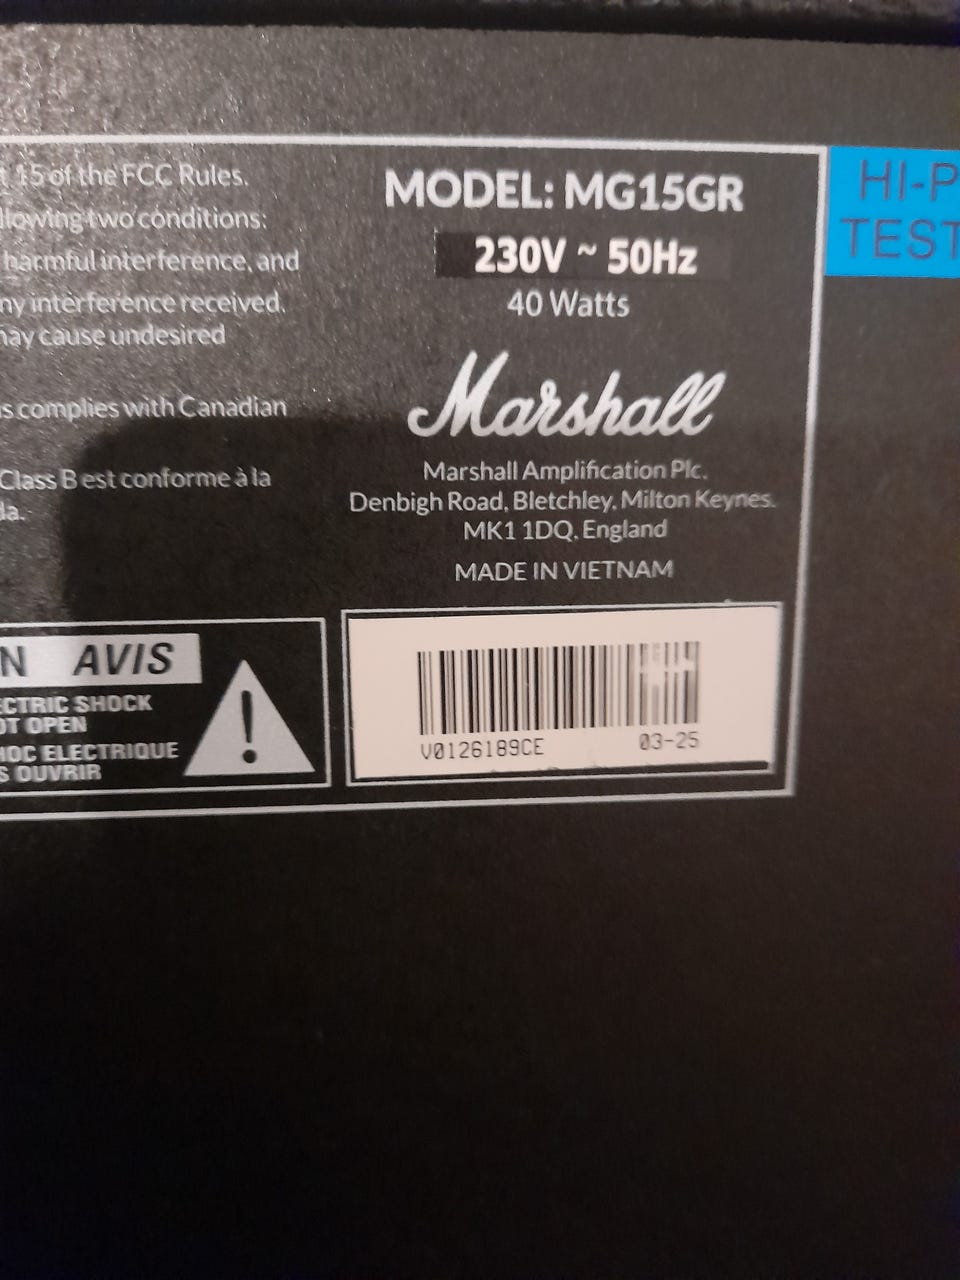 t 15 of the FCC Rules.
llowing two conditions:
harmful interference, and
ny interference received.
may cause undesired
s complies with Canadian
Class B est conforme à la
da.
MODEL: MG15GR
230V ~ 50Hz
40 Watts
Marshall
Marshall Amplification Plc.
Denbigh Road, Bletchley, Milton Keynes.
MK1 1DQ, England
MADE IN VIETNAM
HI-P
TEST
N AVIS
ECTRIC SHOCK
OT OPEN
HOC ELECTRIQUE
S OUVRIR
!
V0126189CE 03-25